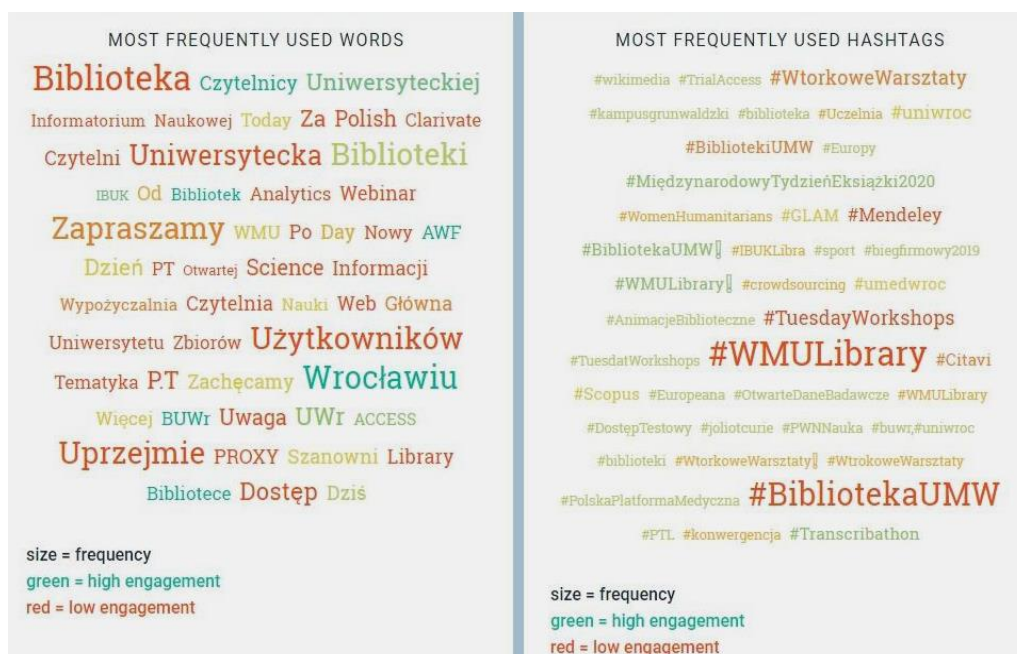 MOST FREQUENTLY USED WORDS
Biblioteka Czytelnicy Uniwersyteckiej
Informatorium Naukowej Today Za Polish Clarivate
Czytelni Uniwersytecka Biblioteki
IBUK Od Bibliotek Analytics Webinar
Zapraszamy WMU Po Day Nowy AWF
Dzień PT Otwartej Science Informacji
Wypożyczalnia Czytelnia Nauki Web Główna
Uniwersytetu Zbiorów Użytkowników
Tematyka P.T Zachęcamy Wrocławiu
Więcej BUWr Uwaga UWr ACCESS
Uprzejmie PROXY Szanowni Library
Bibliotece Dostęp Dziś
size = frequency
green = high engagement
red = low engagement
MOST FREQUENTLY USED HASHTAGS
#wikimedia #TrialAccess #WtorkoweWarsztaty
#kampusgrunwaldzki #biblioteka #Uczelnia #uniwroc
#BibliotekiUMW #Europy
#MiędzynarodowyTydzieńEksiążki2020
#WomenHumanitarians #GLAM #Mendeley
#BibliotekaUMW▯ #IBUKLibra #sport #biegfirmowy2019
#WMULibrary▯ #crowdsourcing #umedwroc
#AnimacjeBiblioteczne #TuesdayWorkshops
#TuesdatWorkshops #WMULibrary #Citavi
#Scopus #Europeana #OtwarteDaneBadawcze #WMULibrary
#DostępTestowy #joliotcurie #PWNNauka #buwr,#uniwroc
#biblioteki #WtorkoweWarsztaty▯ #WtrokoweWarsztaty
#PolskaPlatformaMedyczna #BibliotekaUMW
#PTL #konwergencja #Transcribathon
size = frequency
green = high engagement
red = low engagement